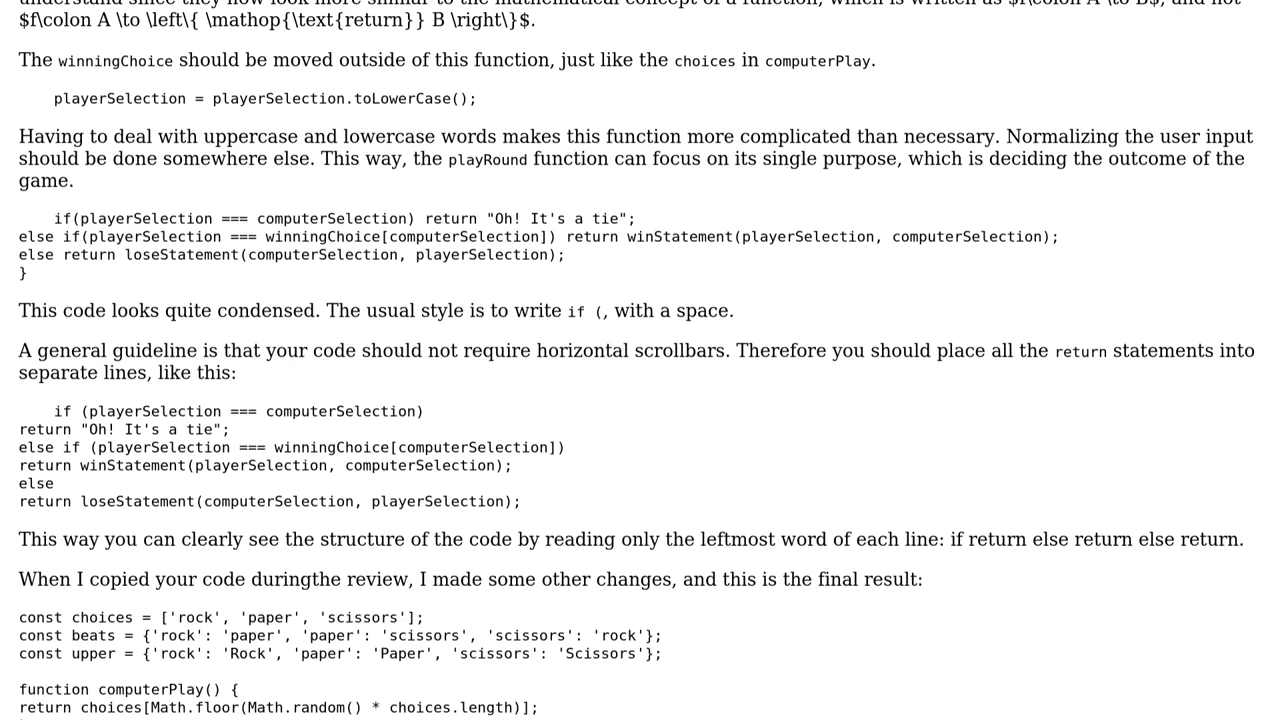 $f\colon A \to \left\{ \mathop{\text{return}} B \right\}$.
The winningChoice should be moved outside of this function, just like the choices in computerPlay.
playerSelection = playerSelection.toLowerCase();
Having to deal with uppercase and lowercase words makes this function more complicated than necessary. Normalizing the user input
should be done somewhere else. This way, the playRound function can focus on its single purpose, which is deciding the outcome of the
game.
if(playerSelection === computerSelection) return "Oh! It's a tie";
else if(playerSelection === winningChoice[computerSelection]) return winStatement(playerSelection, computerSelection);
else return loseStatement(computerSelection, playerSelection);
}
This code looks quite condensed. The usual style is to write if (, with a space.
A general guideline is that your code should not require horizontal scrollbars. Therefore you should place all the return statements into
separate lines, like this:
if (playerSelection === computerSelection)
return "Oh! It's a tie";
else if (playerSelection === winningChoice[computerSelection])
return winStatement(playerSelection, computerSelection);
else
return loseStatement(computerSelection, playerSelection);
This way you can clearly see the structure of the code by reading only the leftmost word of each line: if return else return else return.
When I copied your code duringthe review, I made some other changes, and this is the final result:
const choices = ['rock', 'paper', 'scissors'];
const beats = {'rock': 'paper', 'paper': 'scissors', 'scissors': 'rock'};
const upper = {'rock': 'Rock', 'paper': 'Paper', 'scissors': 'Scissors'};
function computerPlay() {
return choices[Math.floor(Math.random() * choices.length)];